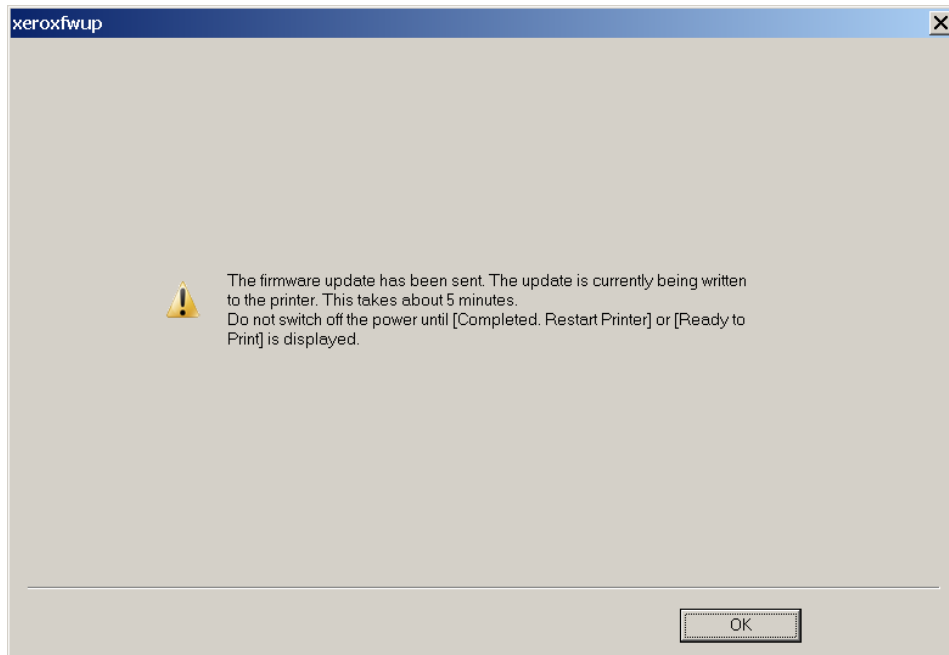 xeroxfwup
The firmware update has been sent. The update is currently being written
to the printer. This takes about 5 minutes.
Do not switch off the power until [Completed. Restart Printer] or [Ready to
Print] is displayed.
OK